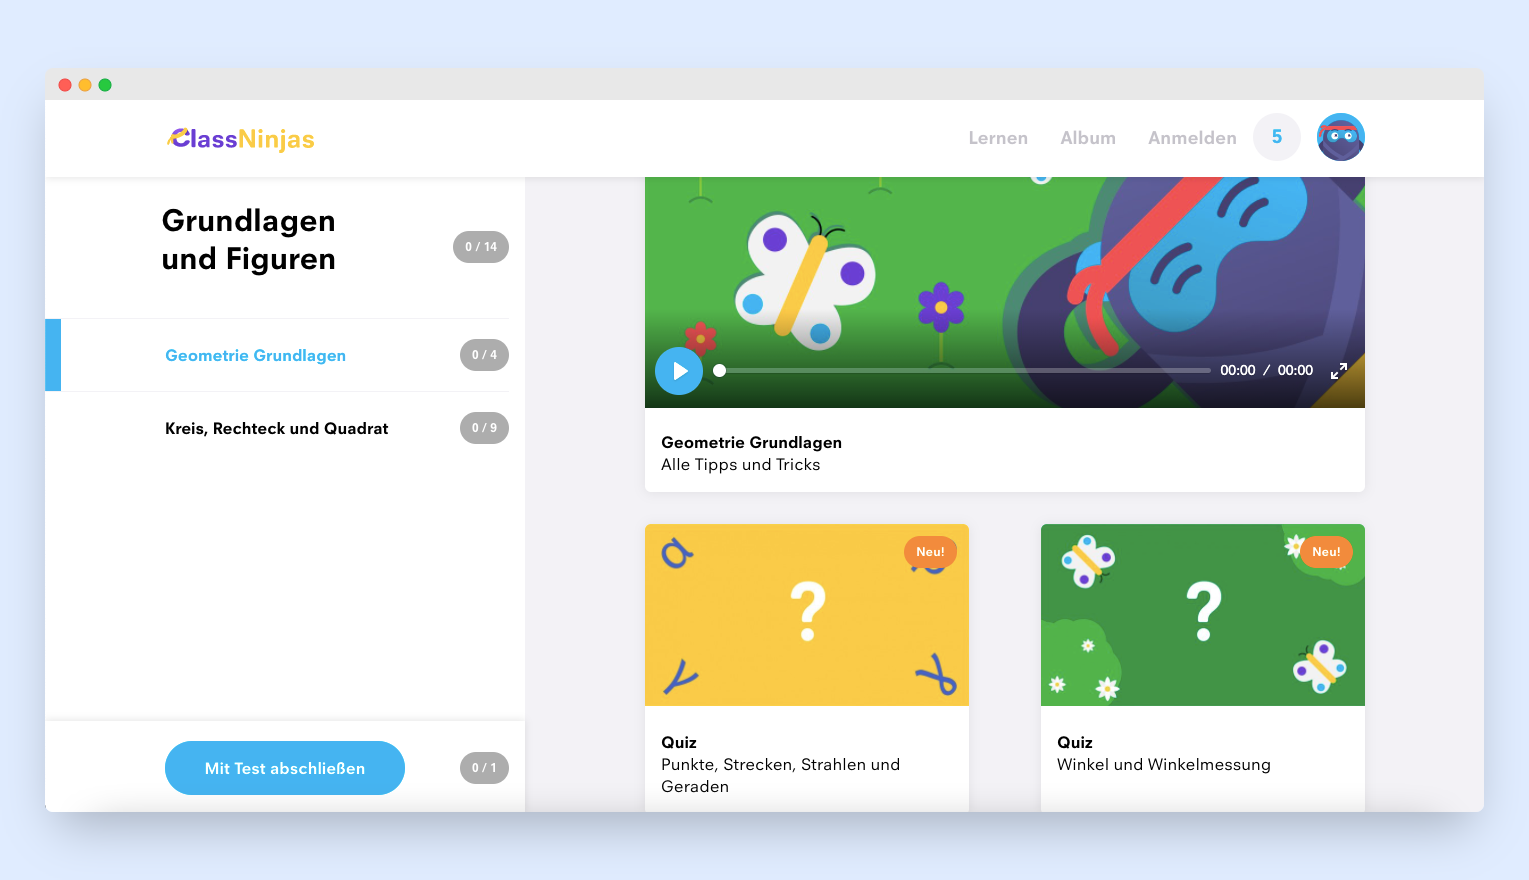 ClassNinjas
Lernen Album Anmelden 5
Grundlagen
und Figuren
0 / 14
Geometrie Grundlagen 0 / 4
Kreis, Rechteck und Quadrat 0 / 9
Mit Test abschließen 0 / 1
00:00 / 00:00
Geometrie Grundlagen
Alle Tipps und Tricks
Neu!
?
Quiz
Punkte, Strecken, Strahlen und
Geraden
Neu!
?
Quiz
Winkel und Winkelmessung